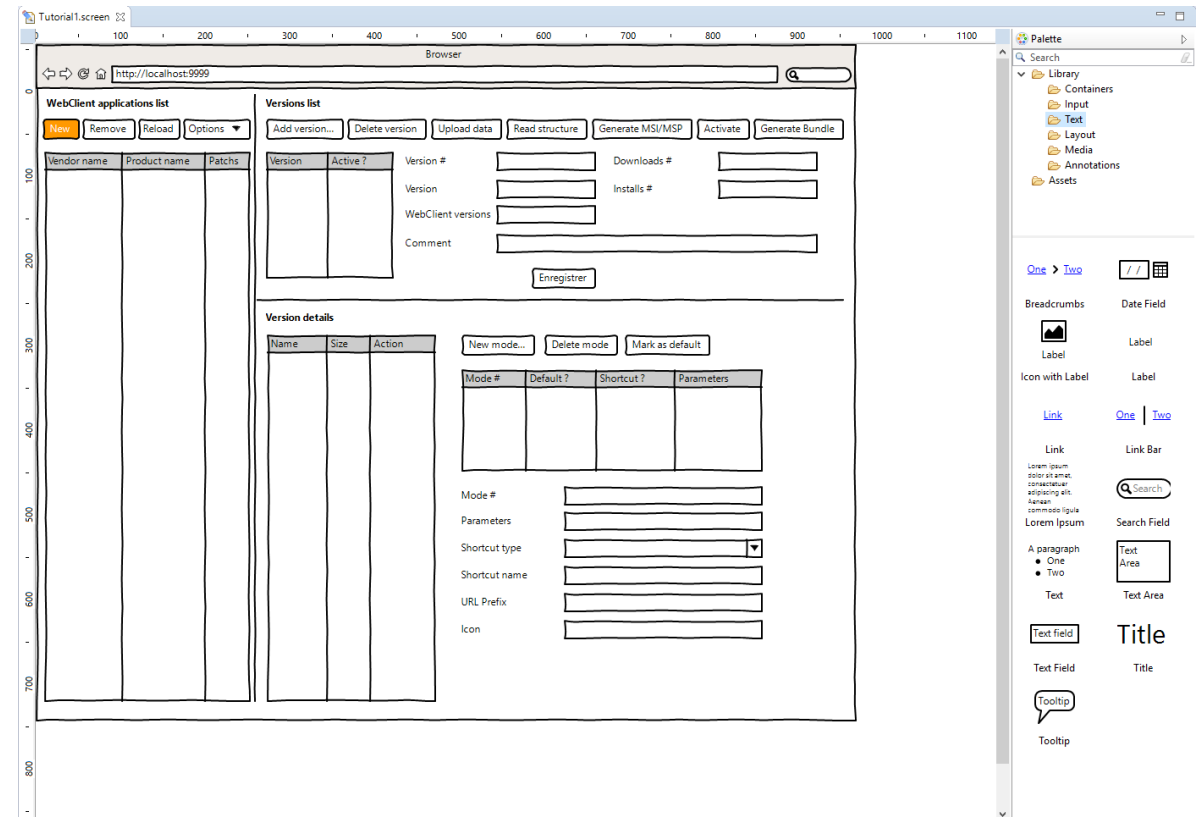 Tutorial1.screen
0 100 200 300 400 500 600 700 800 900 1000 1100
Browser
http://localhost:9999
WebClient applications list
New Remove Reload Options
Vendor name Product name Patchs
Versions list
Add version... Delete version Upload data Read structure Generate MSI/MSP Activate Generate Bundle
Version Active ?
Version # Downloads #
Version Installs #
WebClient versions
Comment
Enregistrer
Version details
Name Size Action
New mode... Delete mode Mark as default
Mode # Default ? Shortcut ? Parameters
Mode #
Parameters
Shortcut type
Shortcut name
URL Prefix
Icon
0
100
200
300
400
500
600
700
800
Palette
Search
Library
Containers
Input
Text
Layout
Media
Annotations
Assets
One Two / /
Breadcrumbs Date Field
Label Label
Icon with Label Label
Link One Two
Link Link Bar
Lorem ipsum
dolor sit amet,
consectetuer
adipiscing elit.
Aenean
commodo ligula
Search
Lorem Ipsum Search Field
A paragraph
One
Two
Text
Area
Text Text Area
Text field Title
Text Field Title
Tooltip
Tooltip